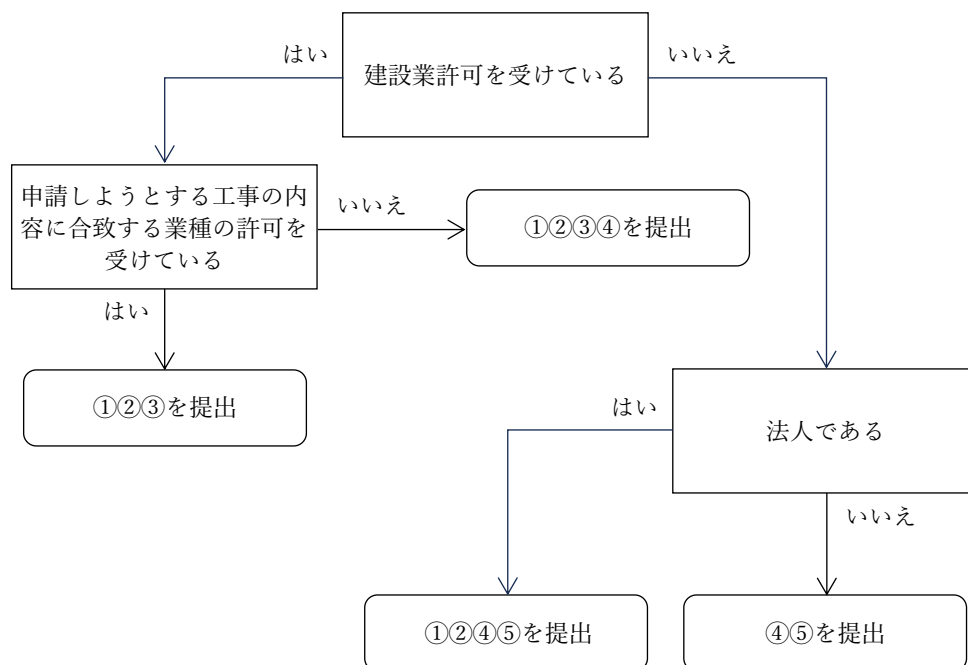 はい
建設業許可を受けている
いいえ
申請しようとする工事の内
容に合致する業種の許可を
受けている
いいえ
①②③④を提出
はい
①②③を提出
はい
法人である
いいえ
①②④⑤を提出
④⑤を提出